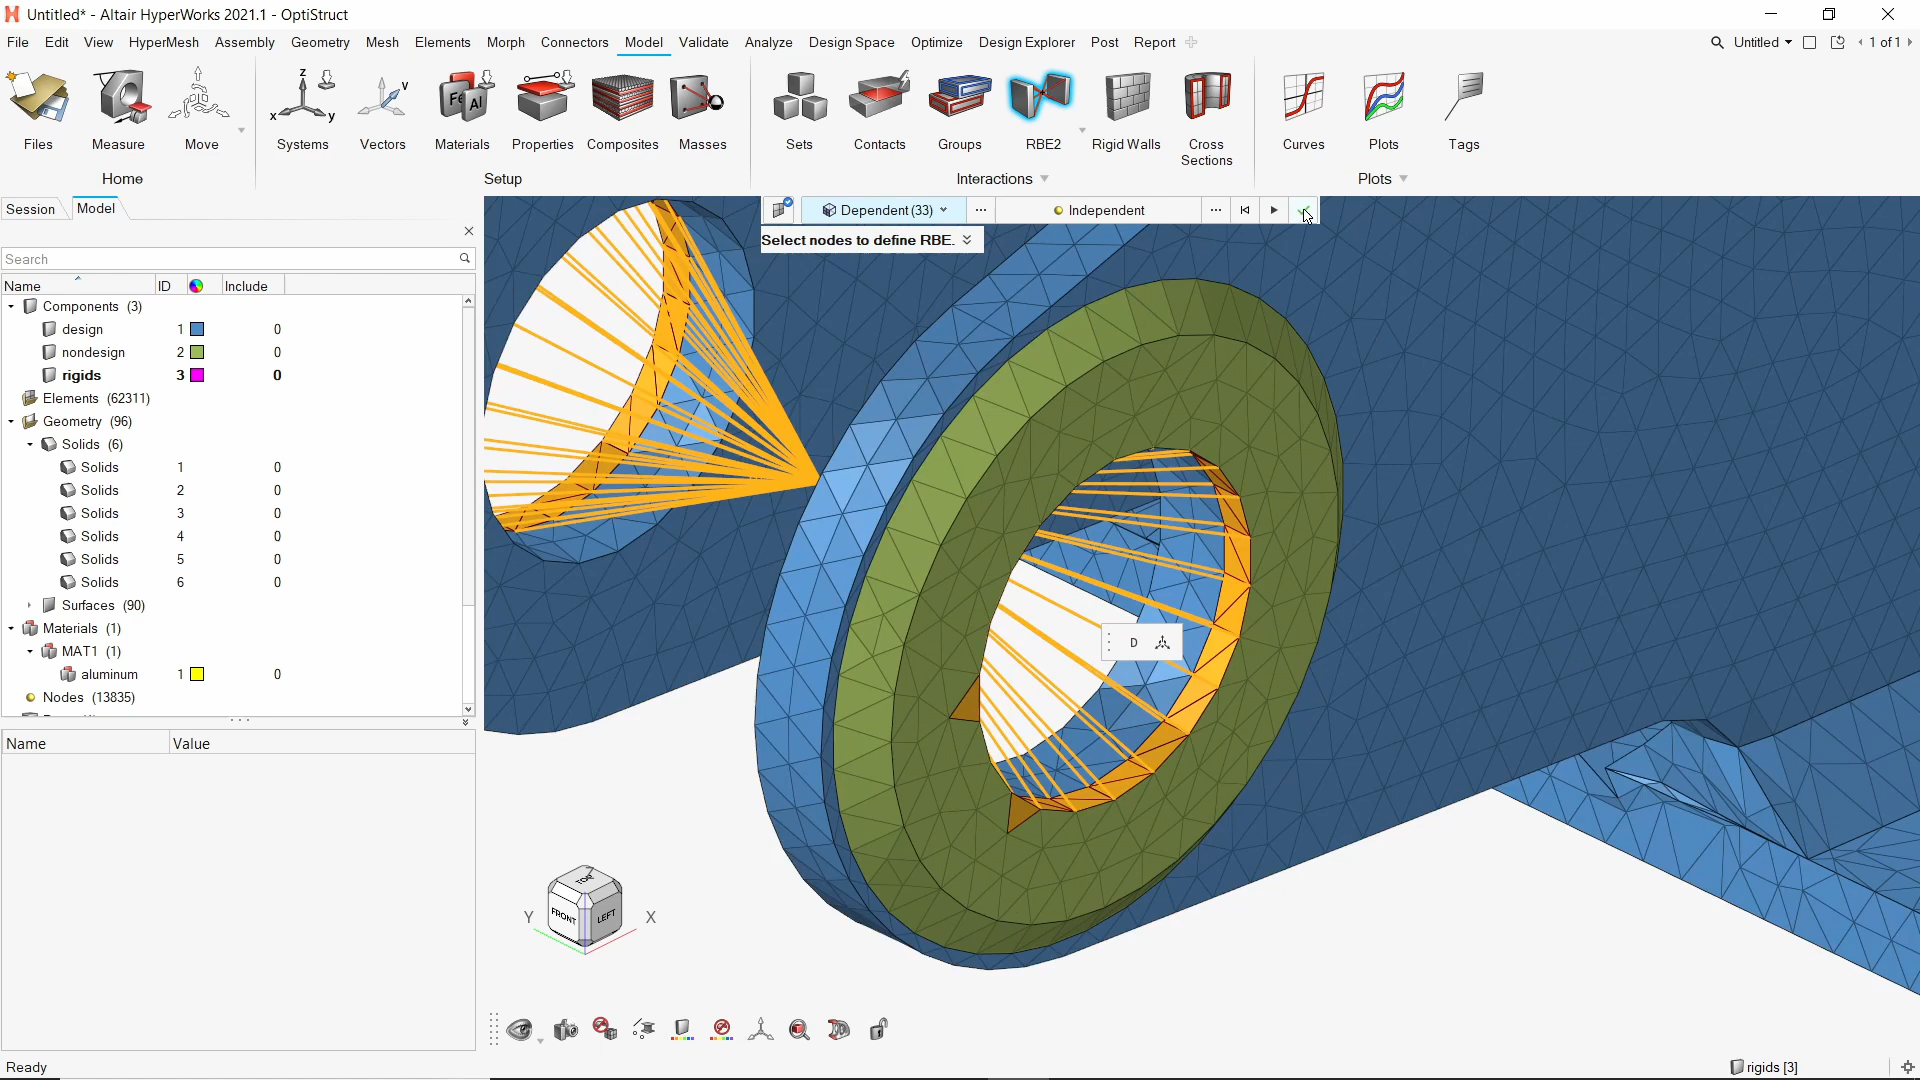 Untitled* - Altair HyperWorks 2021.1 - OptiStruct
File Edit View HyperMesh Assembly Geometry Mesh Elements Morph Connectors Model Validate Analyze Design Space Optimize Design Explorer Post Report Untitled 1 of 1
Files Measure Move Systems Vectors Materials Properties Composites Masses Sets Contacts Groups RBE2 Rigid Walls Cross Sections Curves Plots Tags
Home Setup Interactions Plots
Session Model
Dependent (33) ... Independent ...
Select nodes to define RBE.
Search
Name ID Include
Components (3)
design 1 0
nondesign 2 0
rigids 3 0
Elements (62311)
Geometry (96)
Solids (6)
Solids 1 0
Solids 2 0
Solids 3 0
Solids 4 0
Solids 5 0
Solids 6 0
Surfaces (90)
Materials (1)
MAT1 (1)
aluminum 1 0
Nodes (13835)
Name Value
D
TOP
FRONT LEFT
Y X
Ready rigids [3]